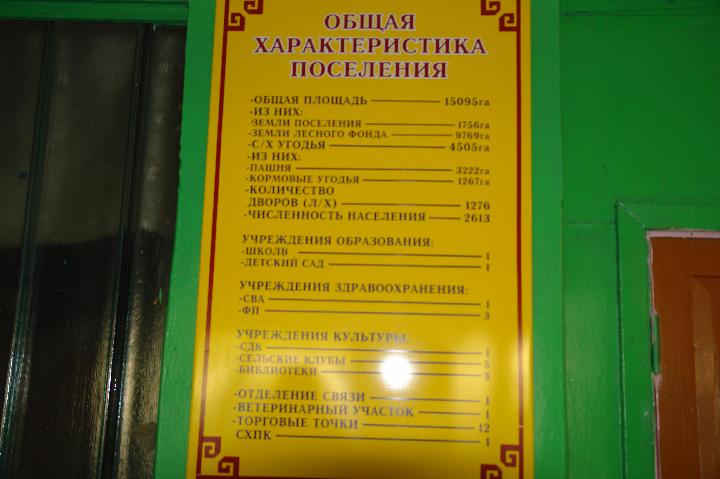 ОБЩАЯ
ХАРАКТЕРИСТИКА
ПОСЕЛЕНИЯ
-ОБЩАЯ ПЛОЩАДЬ 15095га
-ИЗ НИХ:
ЗЕМЛИ ПОСЕЛЕНИЯ 1756га
-ЗЕМЛИ ЛЕСНОГО ФОНДА 9769га
-С/Х УГОДЬЯ 4505га
-ИЗ НИХ:
-ПАШНЯ 3222га
-КОРМОВЫЕ УГОДЬЯ 1267га
-КОЛИЧЕСТВО
ДВОРОВ (Л/Х) 1276
-ЧИСЛЕННОСТЬ НАСЕЛЕНИЯ 2613
УЧРЕЖДЕНИЯ ОБРАЗОВАНИЯ:
-ШКОЛВ 1
-ДЕТСКИЙ САД 1
УЧРЕЖДЕНИЯ ЗДРАВООХРАНЕНИЯ:
-СВА 1
-ФП 3
УЧРЕЖДЕНИЯ КУЛЬТУРЫ:
-СДК 1
-СЕЛЬСКИЕ КЛУБЫ 5
-БИБЛИОТЕКИ 3
-ОТДЕЛЕНИЕ СВЯЗИ 1
-ВЕТЕРИНАРНЫЙ УЧАСТОК 1
-ТОРГОВЫЕ ТОЧКИ 12
СХПК 1